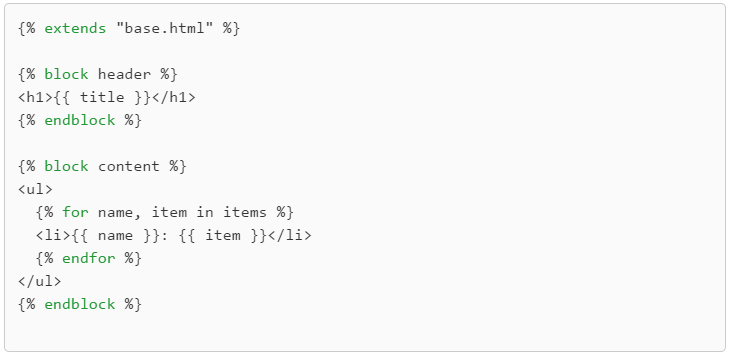 {% extends "base.html" %}
{% block header %}
<h1>{{ title }}</h1>
{% endblock %}
{% block content %}
<ul>
{% for name, item in items %}
<li>{{ name }}: {{ item }}</li>
{% endfor %}
</ul>
{% endblock %}